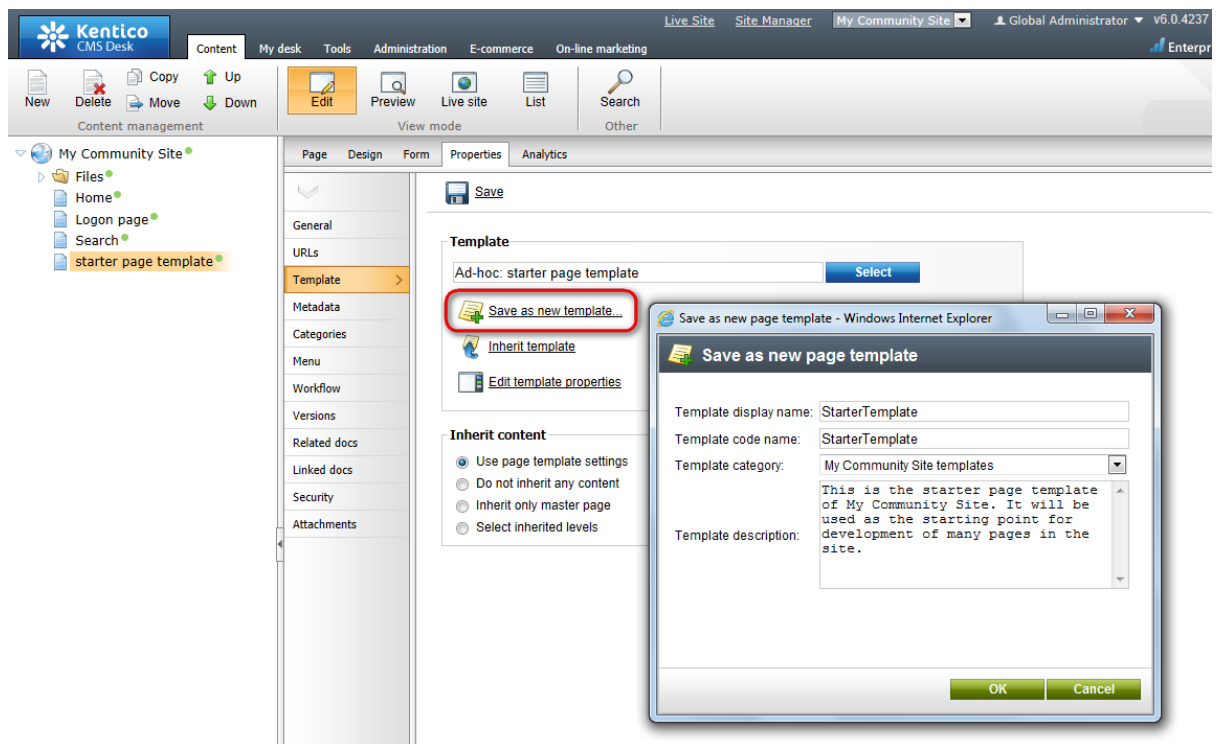 Live Site Site Manager My Community Site Global Administrator v6.0.4237
Kentico
CMS Desk
Content My desk Tools Administration E-commerce On-line marketing
Enterpr
New Delete Copy Move Up Down
Content management
Edit Preview Live site List
View mode
Search
Other
My Community Site
Files
Home
Logon page
Search
starter page template
Page Design Form Properties Analytics
Save
General
URLs
Template
Metadata
Categories
Menu
Workflow
Versions
Related docs
Linked docs
Security
Attachments
Template
Ad-hoc: starter page template Select
Save as new template...
Inherit template
Edit template properties
Inherit content
Use page template settings
Do not inherit any content
Inherit only master page
Select inherited levels
Save as new page template - Windows Internet Explorer
Save as new page template
Template display name: StarterTemplate
Template code name: StarterTemplate
Template category: My Community Site templates
Template description:
This is the starter page template
of My Community Site. It will be
used as the starting point for
development of many pages in the
site.
OK Cancel